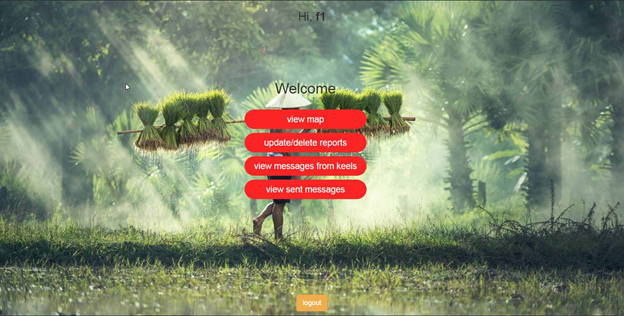 Hi, f1
Welcome
view map
update/delete reports
view messages from keels
view sent messages
logout